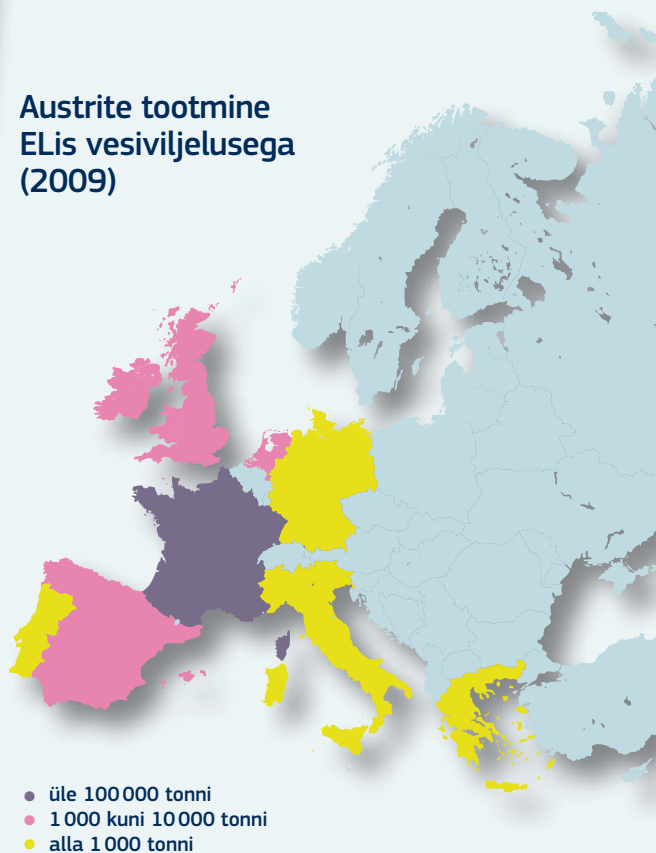 Austrite tootmine
ELis vesiviljelusega
(2009)
üle 100 000 tonni
1 000 kuni 10 000 tonni
alla 1 000 tonni